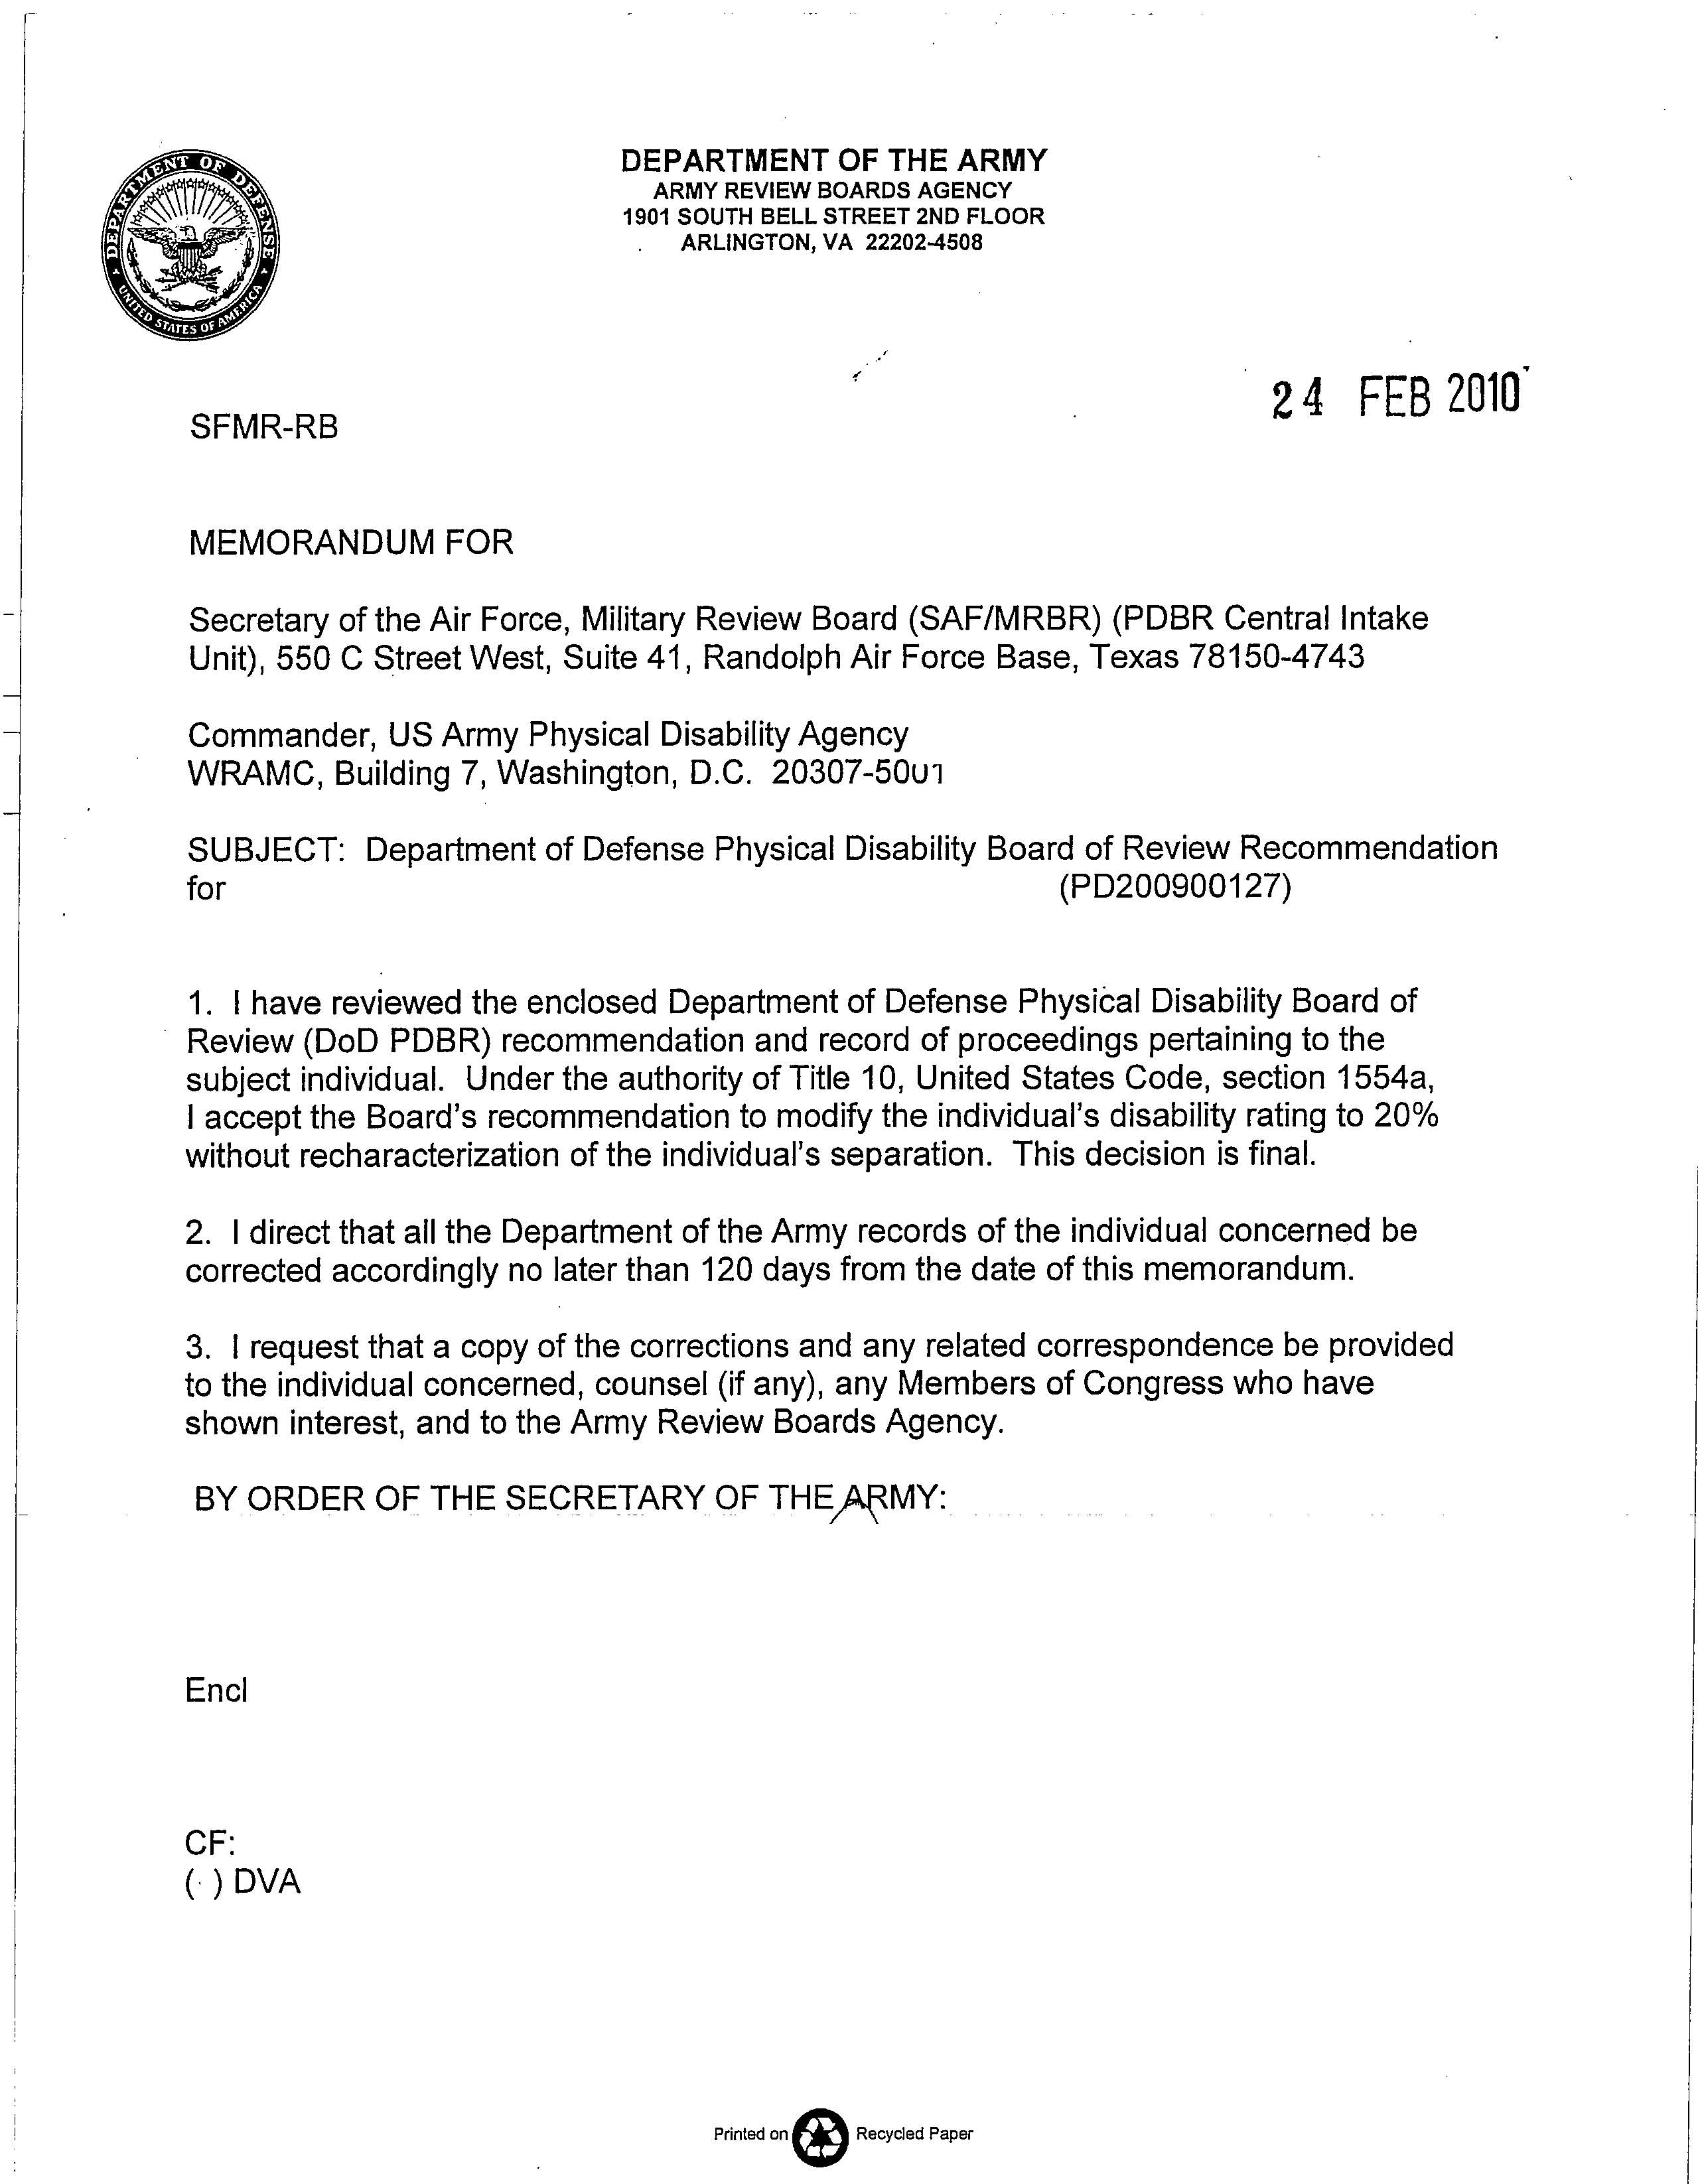 DEPARTMENT OF DEFENSE
UNITED STATES OF AMERICA
DEPARTMENT OF THE ARMY
ARMY REVIEW BOARDS AGENCY
1901 SOUTH BELL STREET 2ND FLOOR
ARLINGTON, VA 22202-4508
24 FEB 2010
SFMR-RB
MEMORANDUM FOR
Secretary of the Air Force, Military Review Board (SAF/MRBR) (PDBR Central Intake
Unit), 550 C Street West, Suite 41, Randolph Air Force Base, Texas 78150-4743
Commander, US Army Physical Disability Agency
WRAMC, Building 7, Washington, D.C. 20307-5001
SUBJECT: Department of Defense Physical Disability Board of Review Recommendation
for (PD200900127)
1. I have reviewed the enclosed Department of Defense Physical Disability Board of
Review (DoD PDBR) recommendation and record of proceedings pertaining to the
subject individual. Under the authority of Title 10, United States Code, section 1554a,
I accept the Board's recommendation to modify the individual's disability rating to 20%
without recharacterization of the individual's separation. This decision is final.
2. I direct that all the Department of the Army records of the individual concerned be
corrected accordingly no later than 120 days from the date of this memorandum.
3. I request that a copy of the corrections and any related correspondence be provided
to the individual concerned, counsel (if any), any Members of Congress who have
shown interest, and to the Army Review Boards Agency.
BY ORDER OF THE SECRETARY OF THE ARMY:
Encl
CF:
( ) DVA
Printed on Recycled Paper